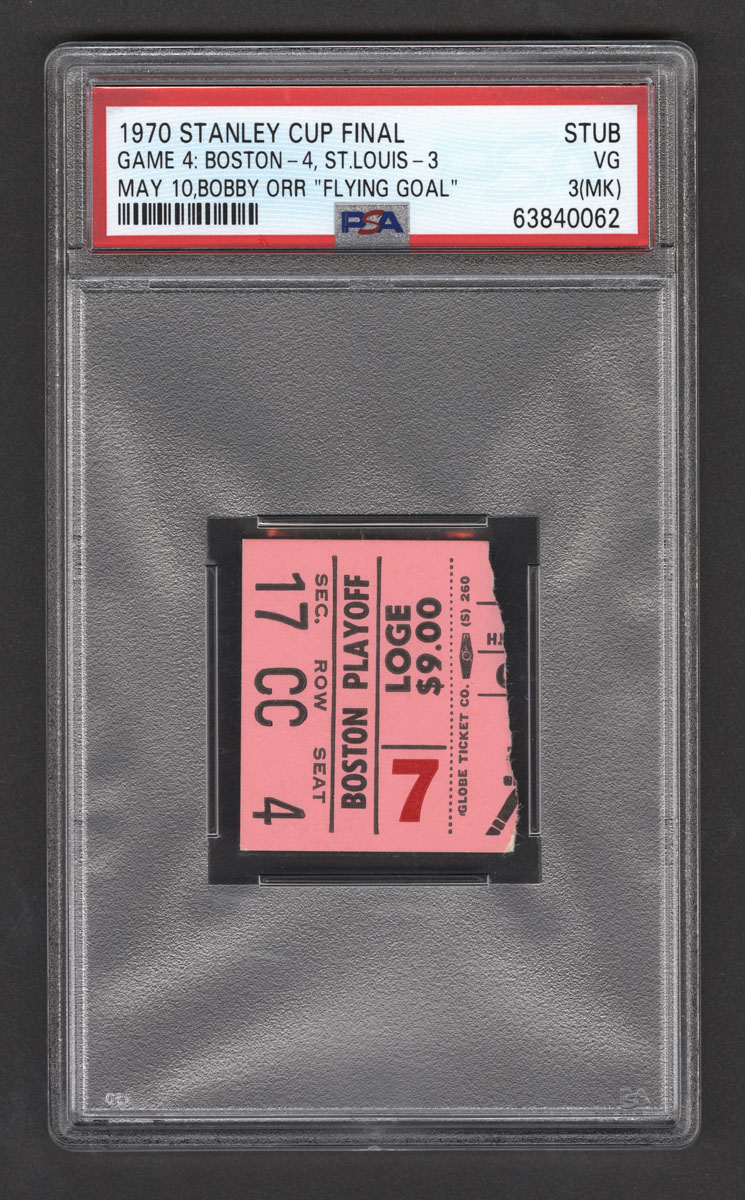 1970 STANLEY CUP FINAL STUB
GAME 4: BOSTON-4, ST.LOUIS-3 VG
MAY 10,BOBBY ORR "FLYING GOAL" 3(MK)
PSA 63840062
SEC. ROW SEAT
17 CC 4
BOSTON PLAYOFF
LOGE
$9.00
7
GLOBE TICKET CO. (S) 260
PSA